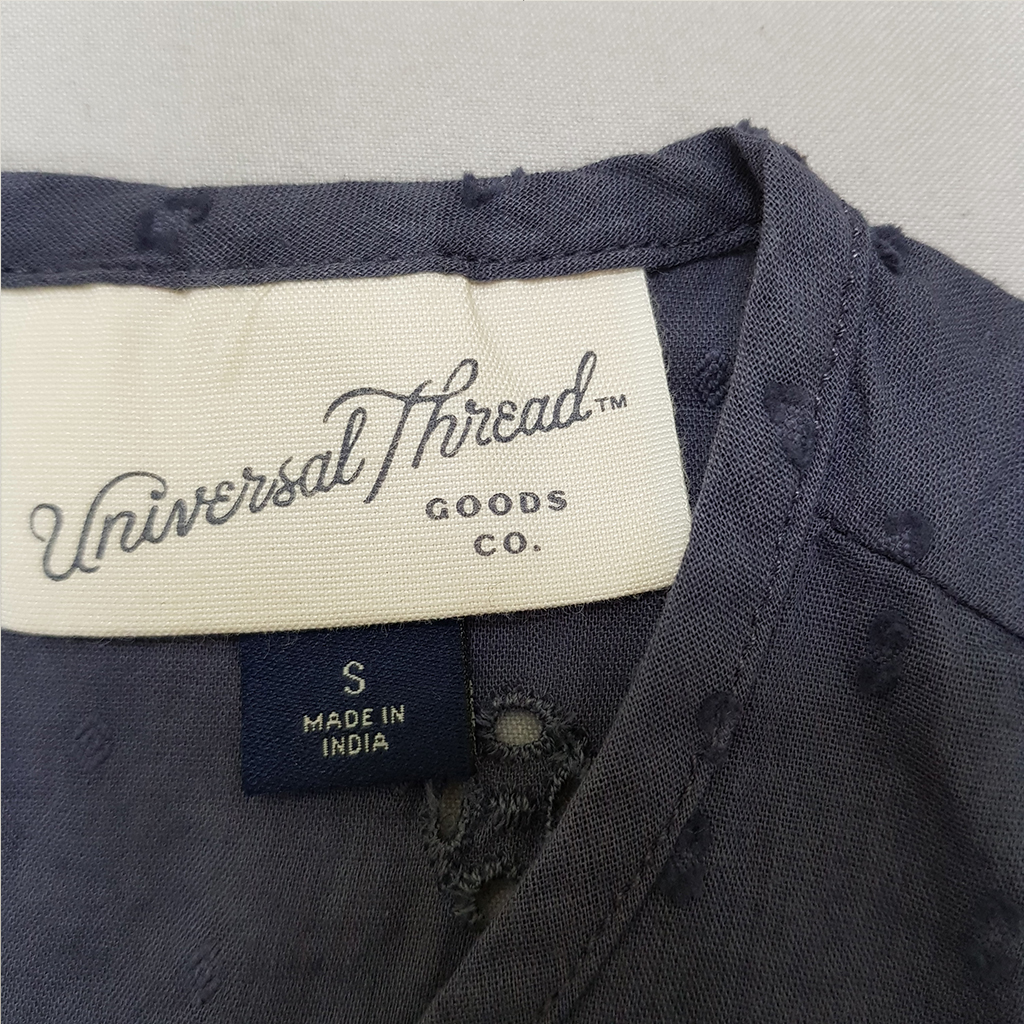 Universal Thread™
GOODS
CO.
S
MADE IN
INDIA